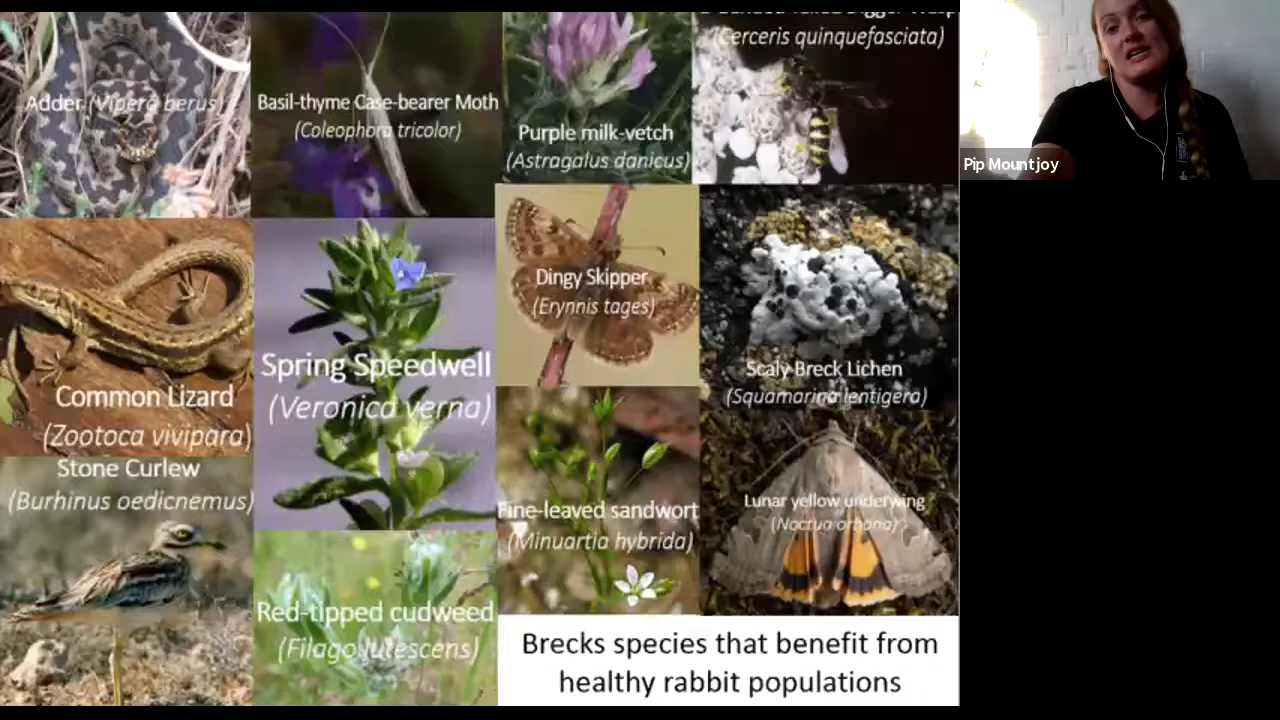 Adder (Vipera berus)
Basil-thyme Case-bearer Moth
(Coleophora tricolor)
Purple milk-vetch
(Astragalus danicus)
(Cerceris quinquefasciata)
Pip Mountjoy
Common Lizard
(Zootoca vivipara)
Spring Speedwell
(Veronica verna)
Dingy Skipper
(Erynnis tages)
Scaly Breck Lichen
(Squamarina lentigera)
Stone Curlew
(Burhinus oedicnemus)
Fine-leaved sandwort
(Minuartia hybrida)
Lunar yellow underwing
(Noctua orbona)
Red-tipped cudweed
(Filago lutescens)
Brecks species that benefit from
healthy rabbit populations